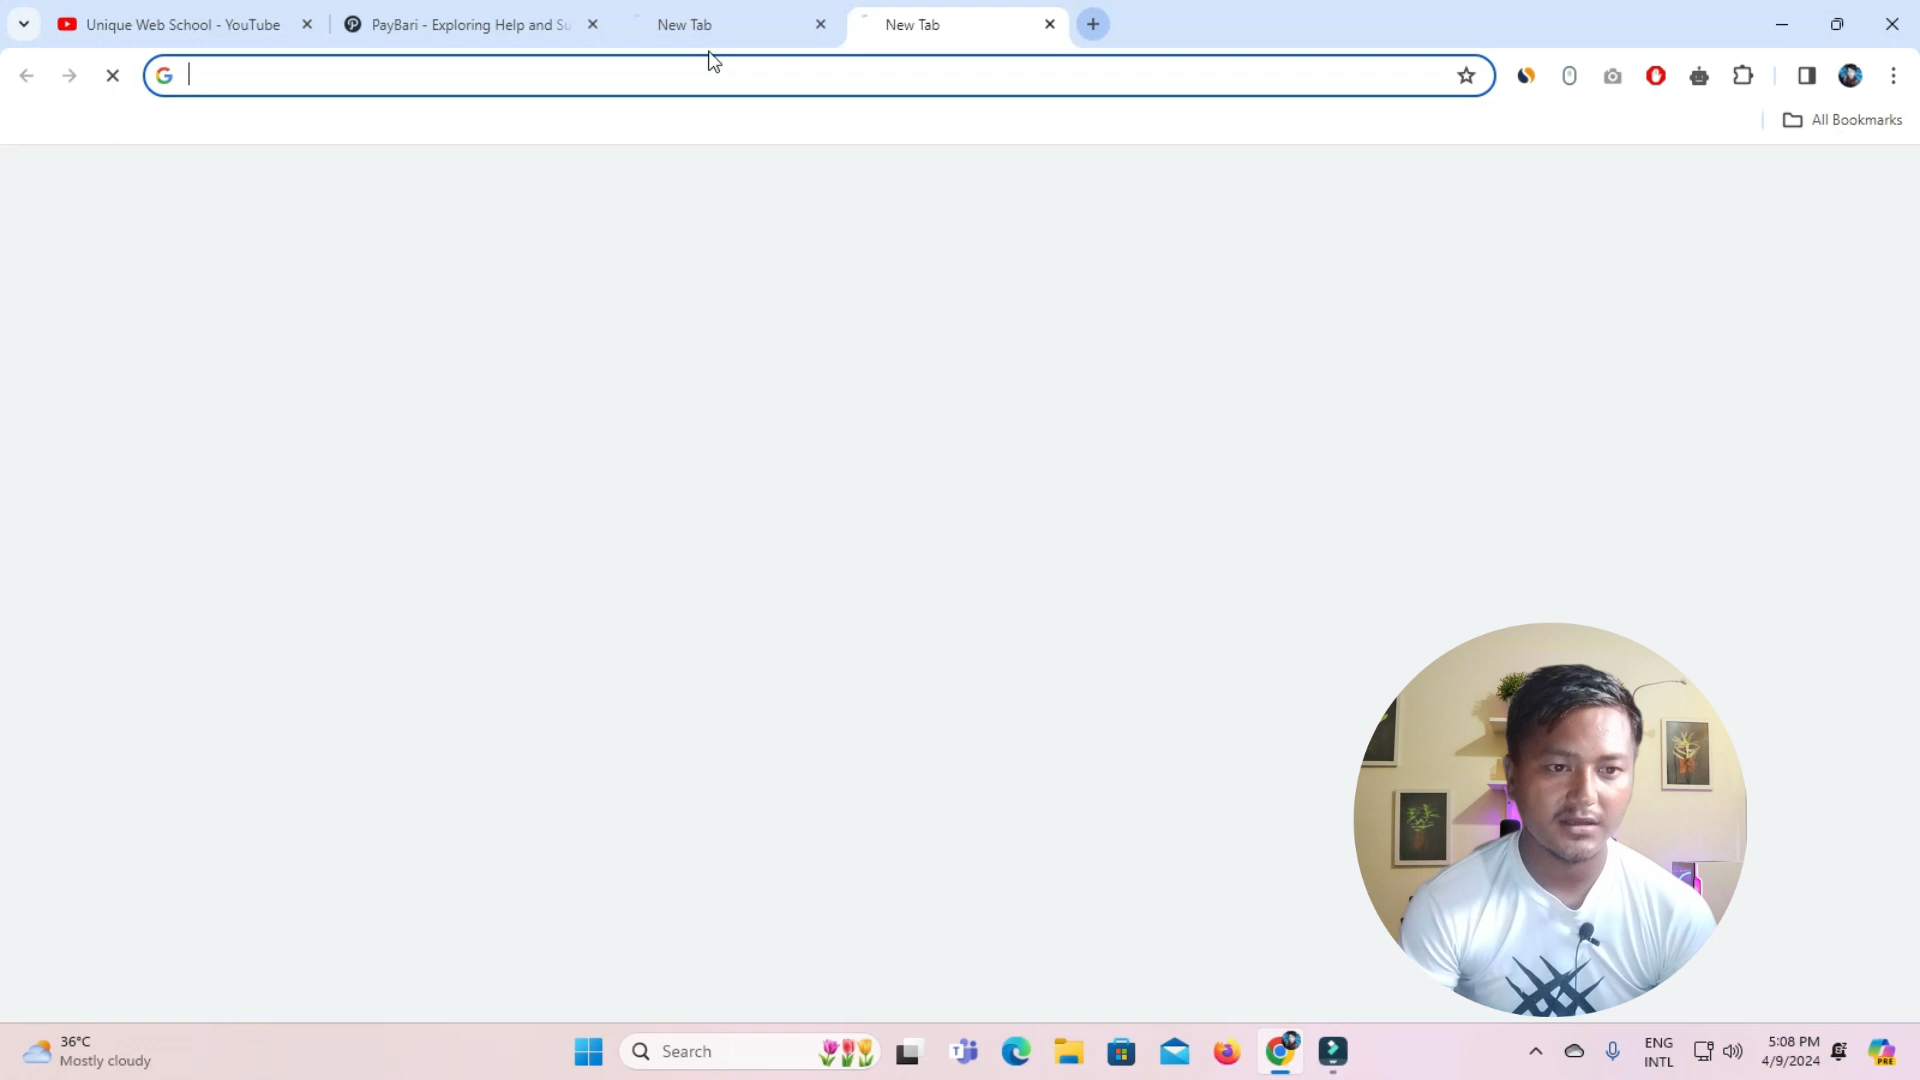 Unique Web School - YouTube
PayBari - Exploring Help and Su
New Tab
New Tab
All Bookmarks
36°C
Mostly cloudy
Search
ENG
INTL
5:08 PM
4/9/2024
PRE